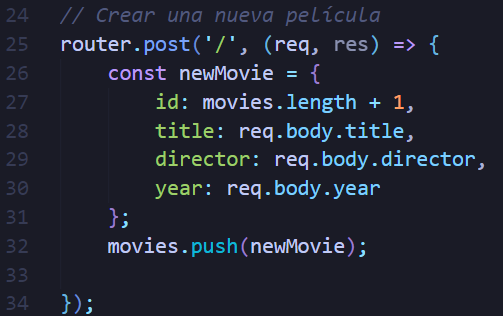 24 // Crear una nueva película
25 router.post('/', (req, res) => {
26     const newMovie = {
27         id: movies.length + 1,
28         title: req.body.title,
29         director: req.body.director,
30         year: req.body.year
31     };
32     movies.push(newMovie);
33
34 });